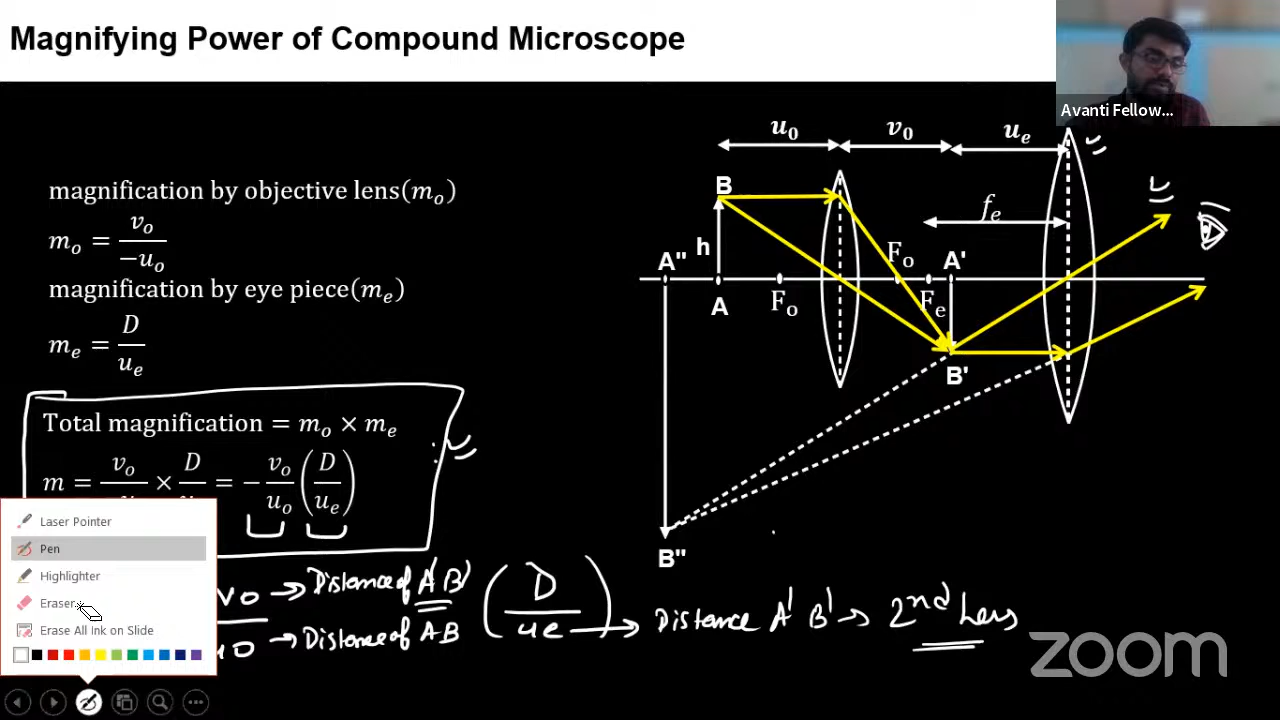 Magnifying Power of Compound Microscope
Avanti Fellow...
u₀ v₀ uₑ
magnification by objective lens(mₒ)
mₒ = vₒ / −uₒ
magnification by eye piece(mₑ)
mₑ = D / uₑ
Total magnification = mₒ × mₑ
m = vₒ / × D / = − vₒ/uₒ (D/uₑ)
B
h
fₑ
A" A Fₒ Fₒ Fₑ A'
B'
B"
Laser Pointer
Pen
Highlighter
Eraser
Erase All Ink on Slide
vo → Distance of A'B'
uo → Distance of AB
(D/ue) → Distance A' B' → 2nd Lens
zoom